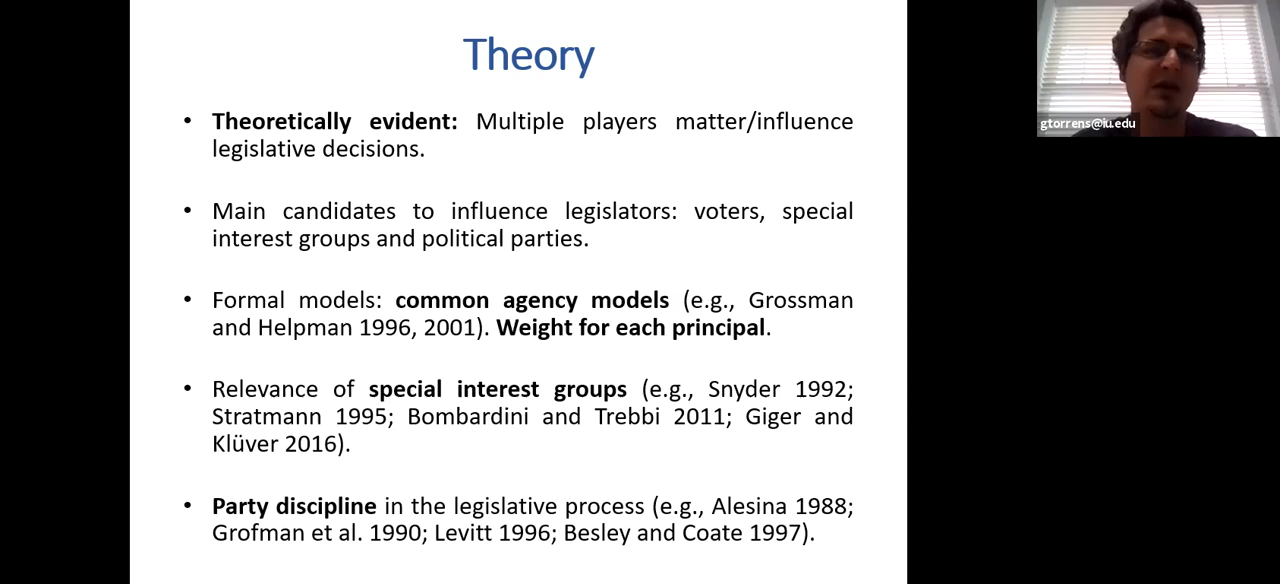 Theory
• Theoretically evident: Multiple players matter/influence
legislative decisions.
• Main candidates to influence legislators: voters, special
interest groups and political parties.
• Formal models: common agency models (e.g., Grossman
and Helpman 1996, 2001). Weight for each principal.
• Relevance of special interest groups (e.g., Snyder 1992;
Stratmann 1995; Bombardini and Trebbi 2011; Giger and
Klüver 2016).
• Party discipline in the legislative process (e.g., Alesina 1988;
Grofman et al. 1990; Levitt 1996; Besley and Coate 1997).
gtorrens@iu.edu